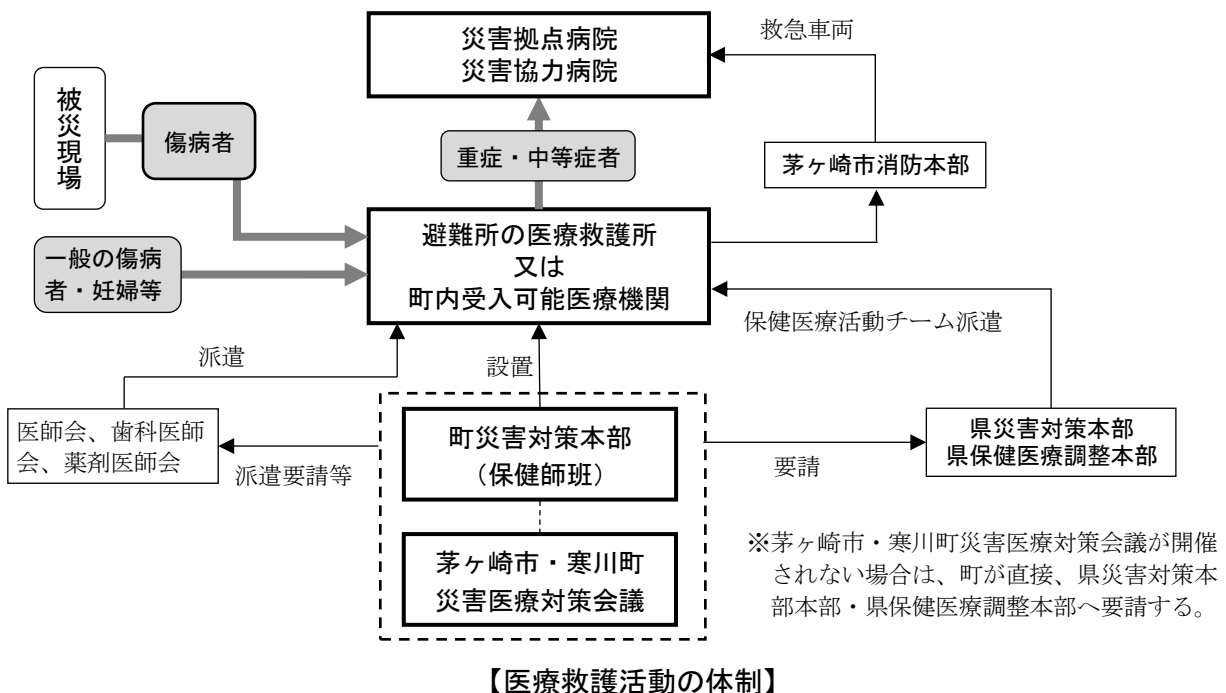 災害拠点病院
災害協力病院
救急車両
被災現場
傷病者
重症・中等症者
茅ヶ崎市消防本部
避難所の医療救護所
又は
町内受入可能医療機関
一般の傷病
者・妊婦等
保健医療活動チーム派遣
派遣
設置
医師会、歯科医師
会、薬剤医師会
派遣要請等
町災害対策本部
(保健師班)
要請
県災害対策本部
県保健医療調整本部
茅ヶ崎市・寒川町
災害医療対策会議
※茅ヶ崎市・寒川町災害医療対策会議が開催
されない場合は、町が直接、県災害対策本
部本部・県保健医療調整本部へ要請する。
【医療救護活動の体制】